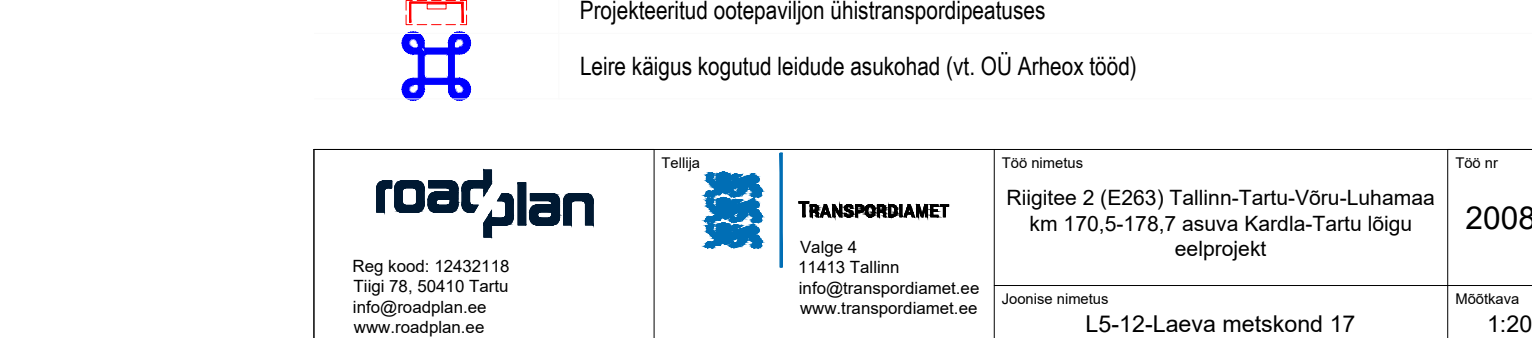 Projekteeritud ootepaviljon ühistranspordipeatuses
Leire käigus kogutud leidude asukohad (vt. OÜ Arheox tööd)
roadplan
Reg kood: 12432118
Tiigi 78, 50410 Tartu
info@roadplan.ee
www.roadplan.ee
Tellija
TRANSPORDIAMET
Valge 4
11413 Tallinn
info@transpordiamet.ee
www.transpordiamet.ee
Töö nimetus
Riigitee 2 (E263) Tallinn-Tartu-Võru-Luhamaa
km 170,5-178,7 asuva Kardla-Tartu lõigu
eelprojekt
Joonise nimetus
L5-12-Laeva metskond 17
Töö nr
2008
Mõõtkava
1:20